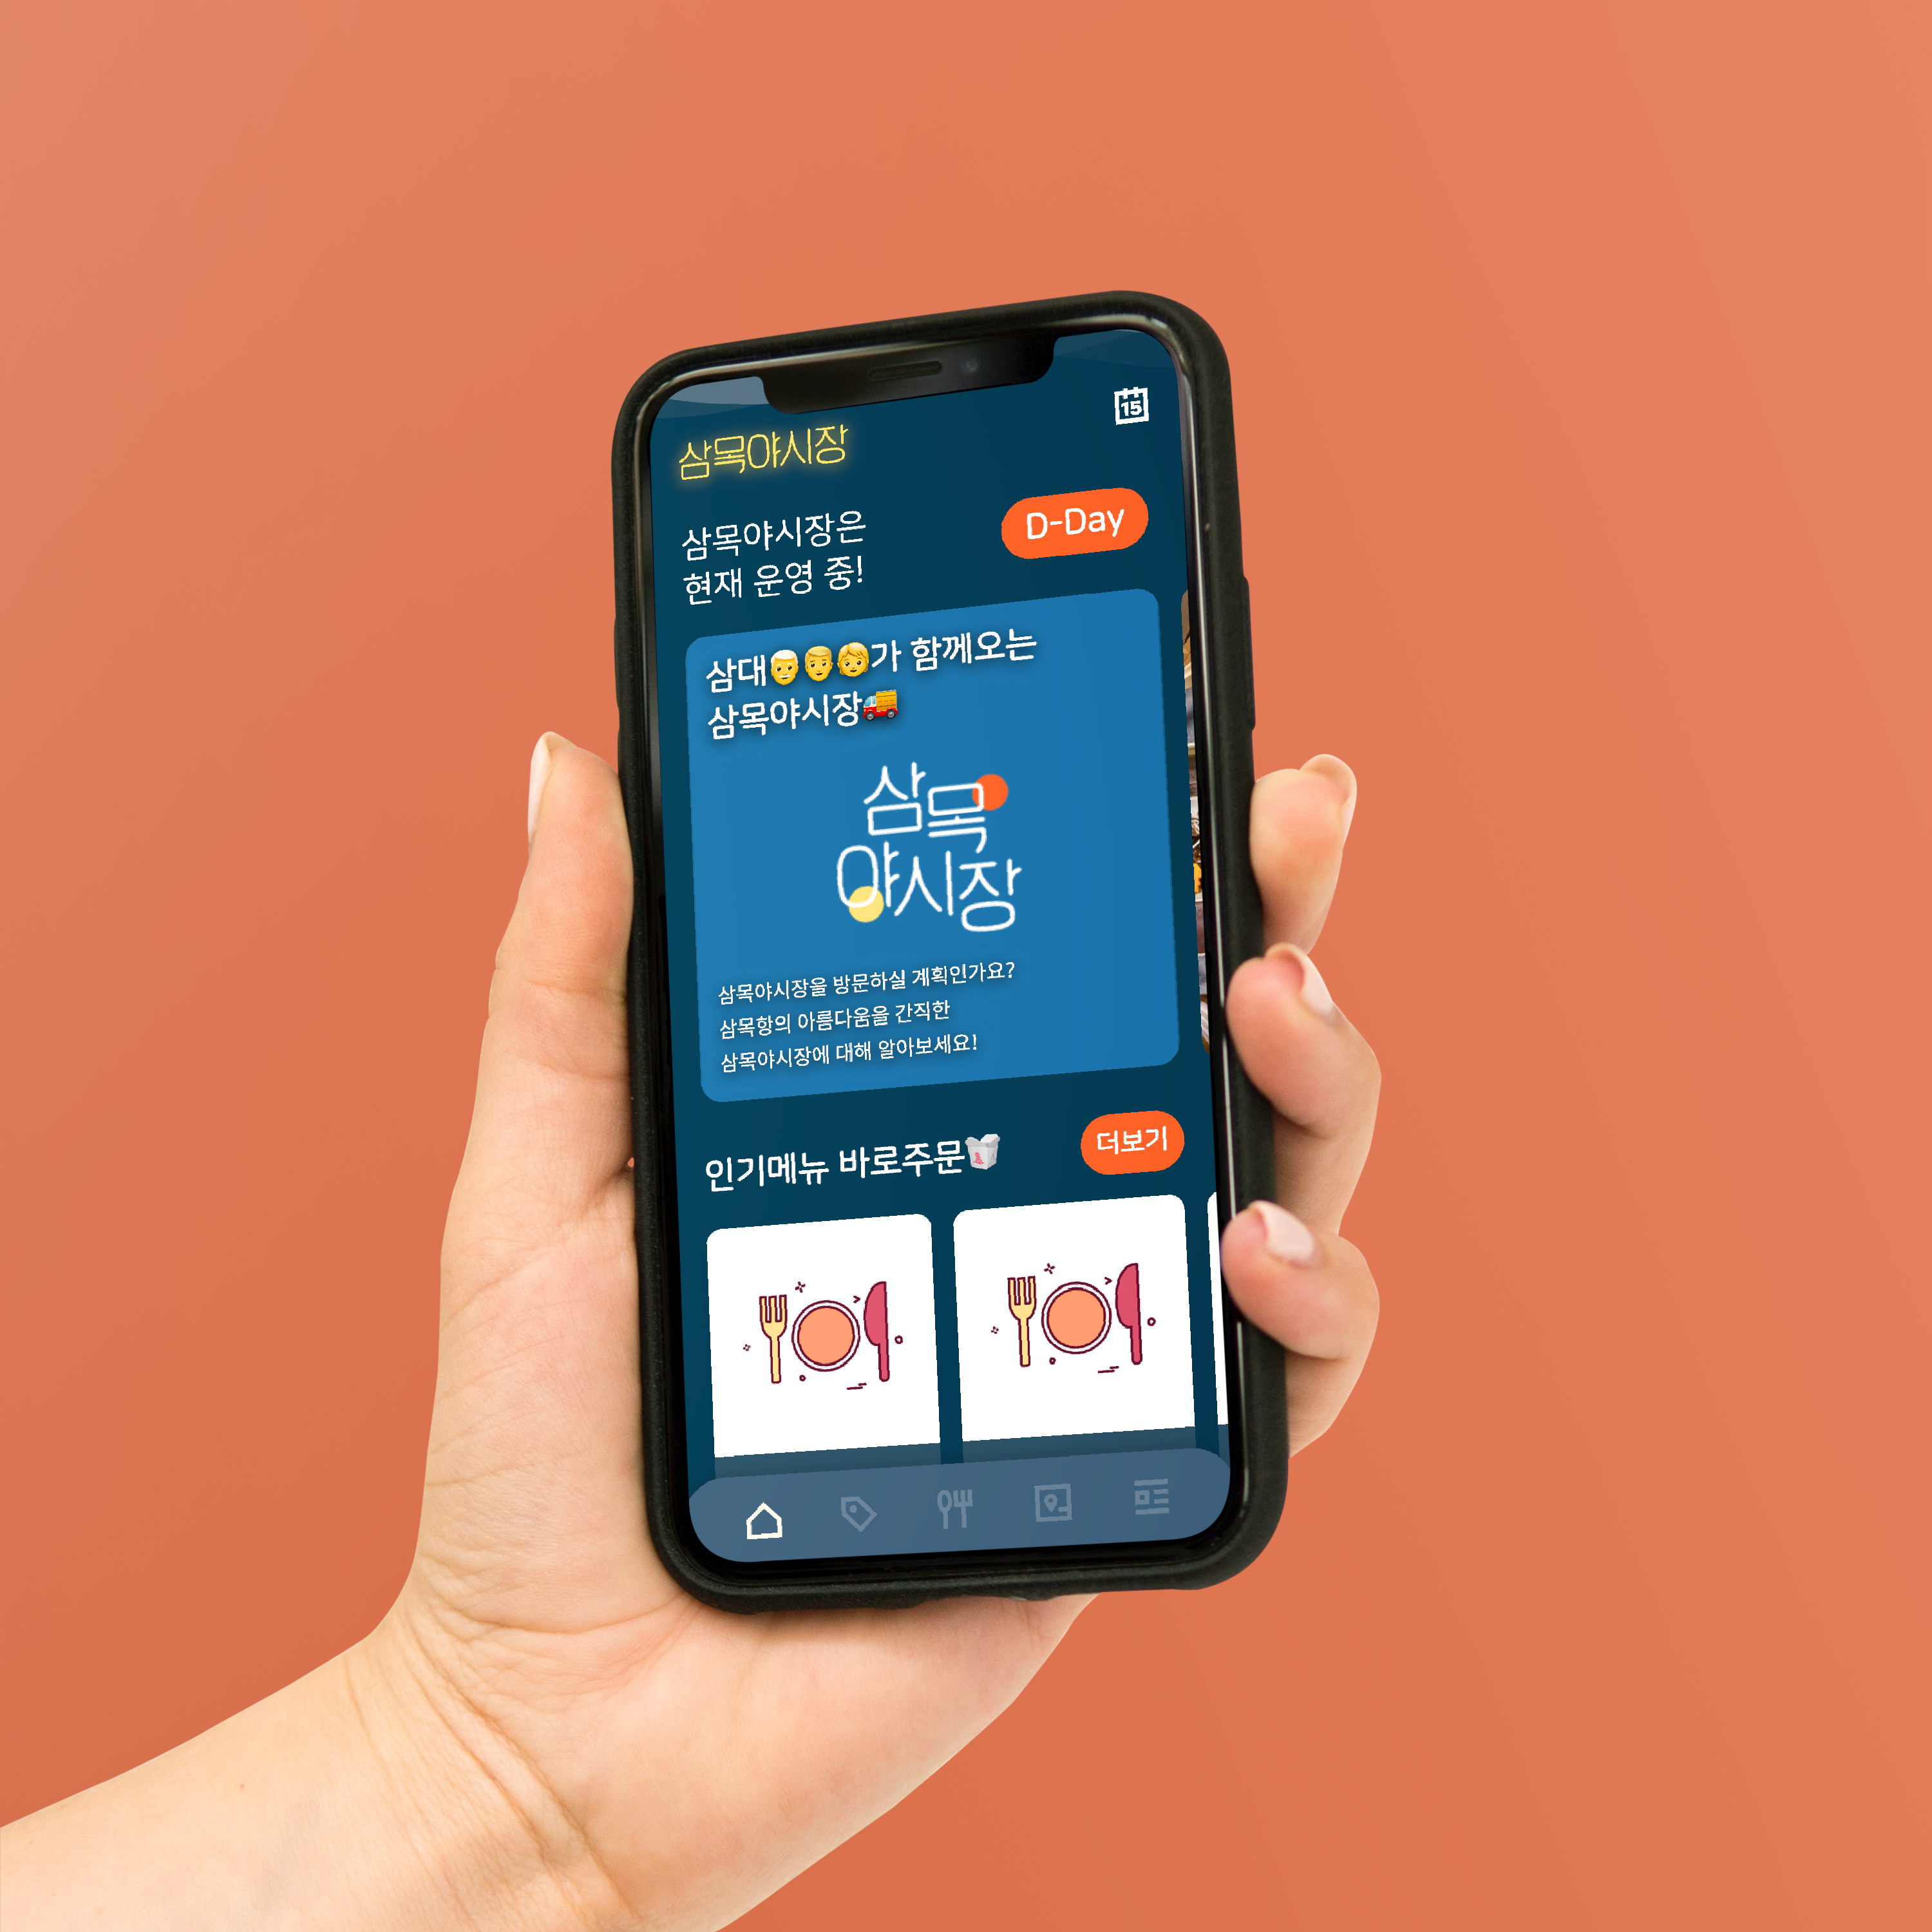 15
삼목야시장
삼목야시장은
현재 운영 중!
D-Day
삼대👴👨👧가 함께오는
삼목야시장🚚
삼목
야시장
삼목야시장을 방문하실 계획인가요?
삼목항의 아름다움을 간직한
삼목야시장에 대해 알아보세요!
인기메뉴 바로주문🥡
더보기